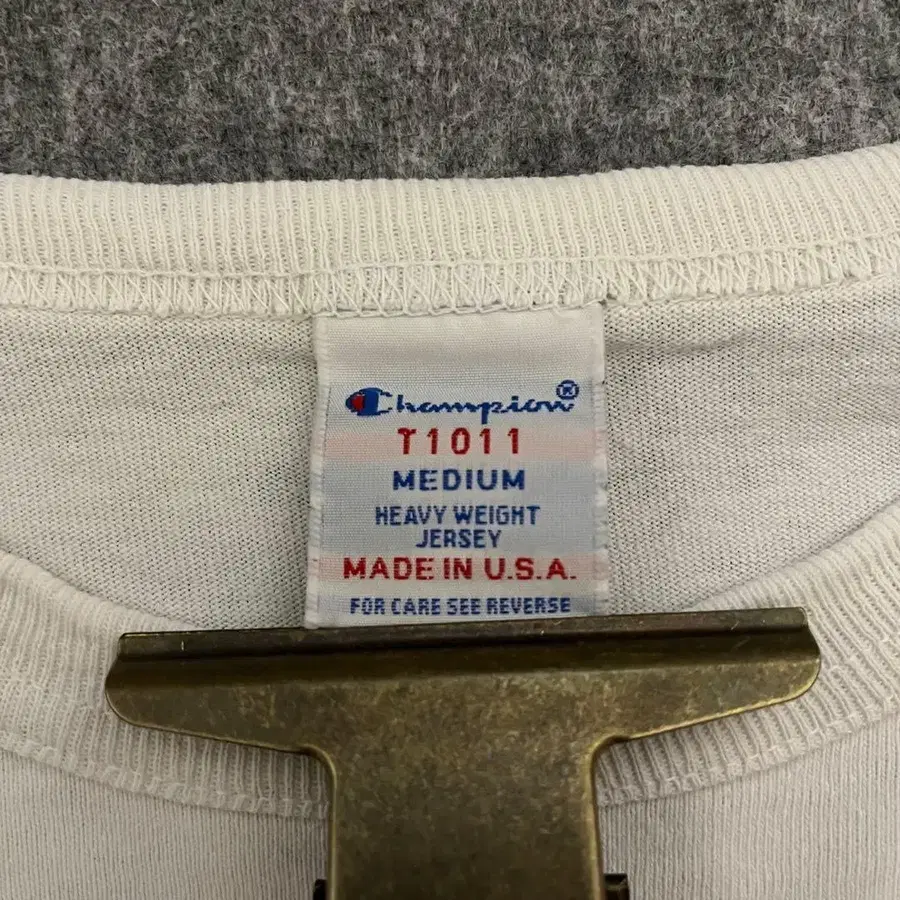 Champion®
T1011
MEDIUM
HEAVY WEIGHT
JERSEY
MADE IN U.S.A.
FOR CARE SEE REVERSE